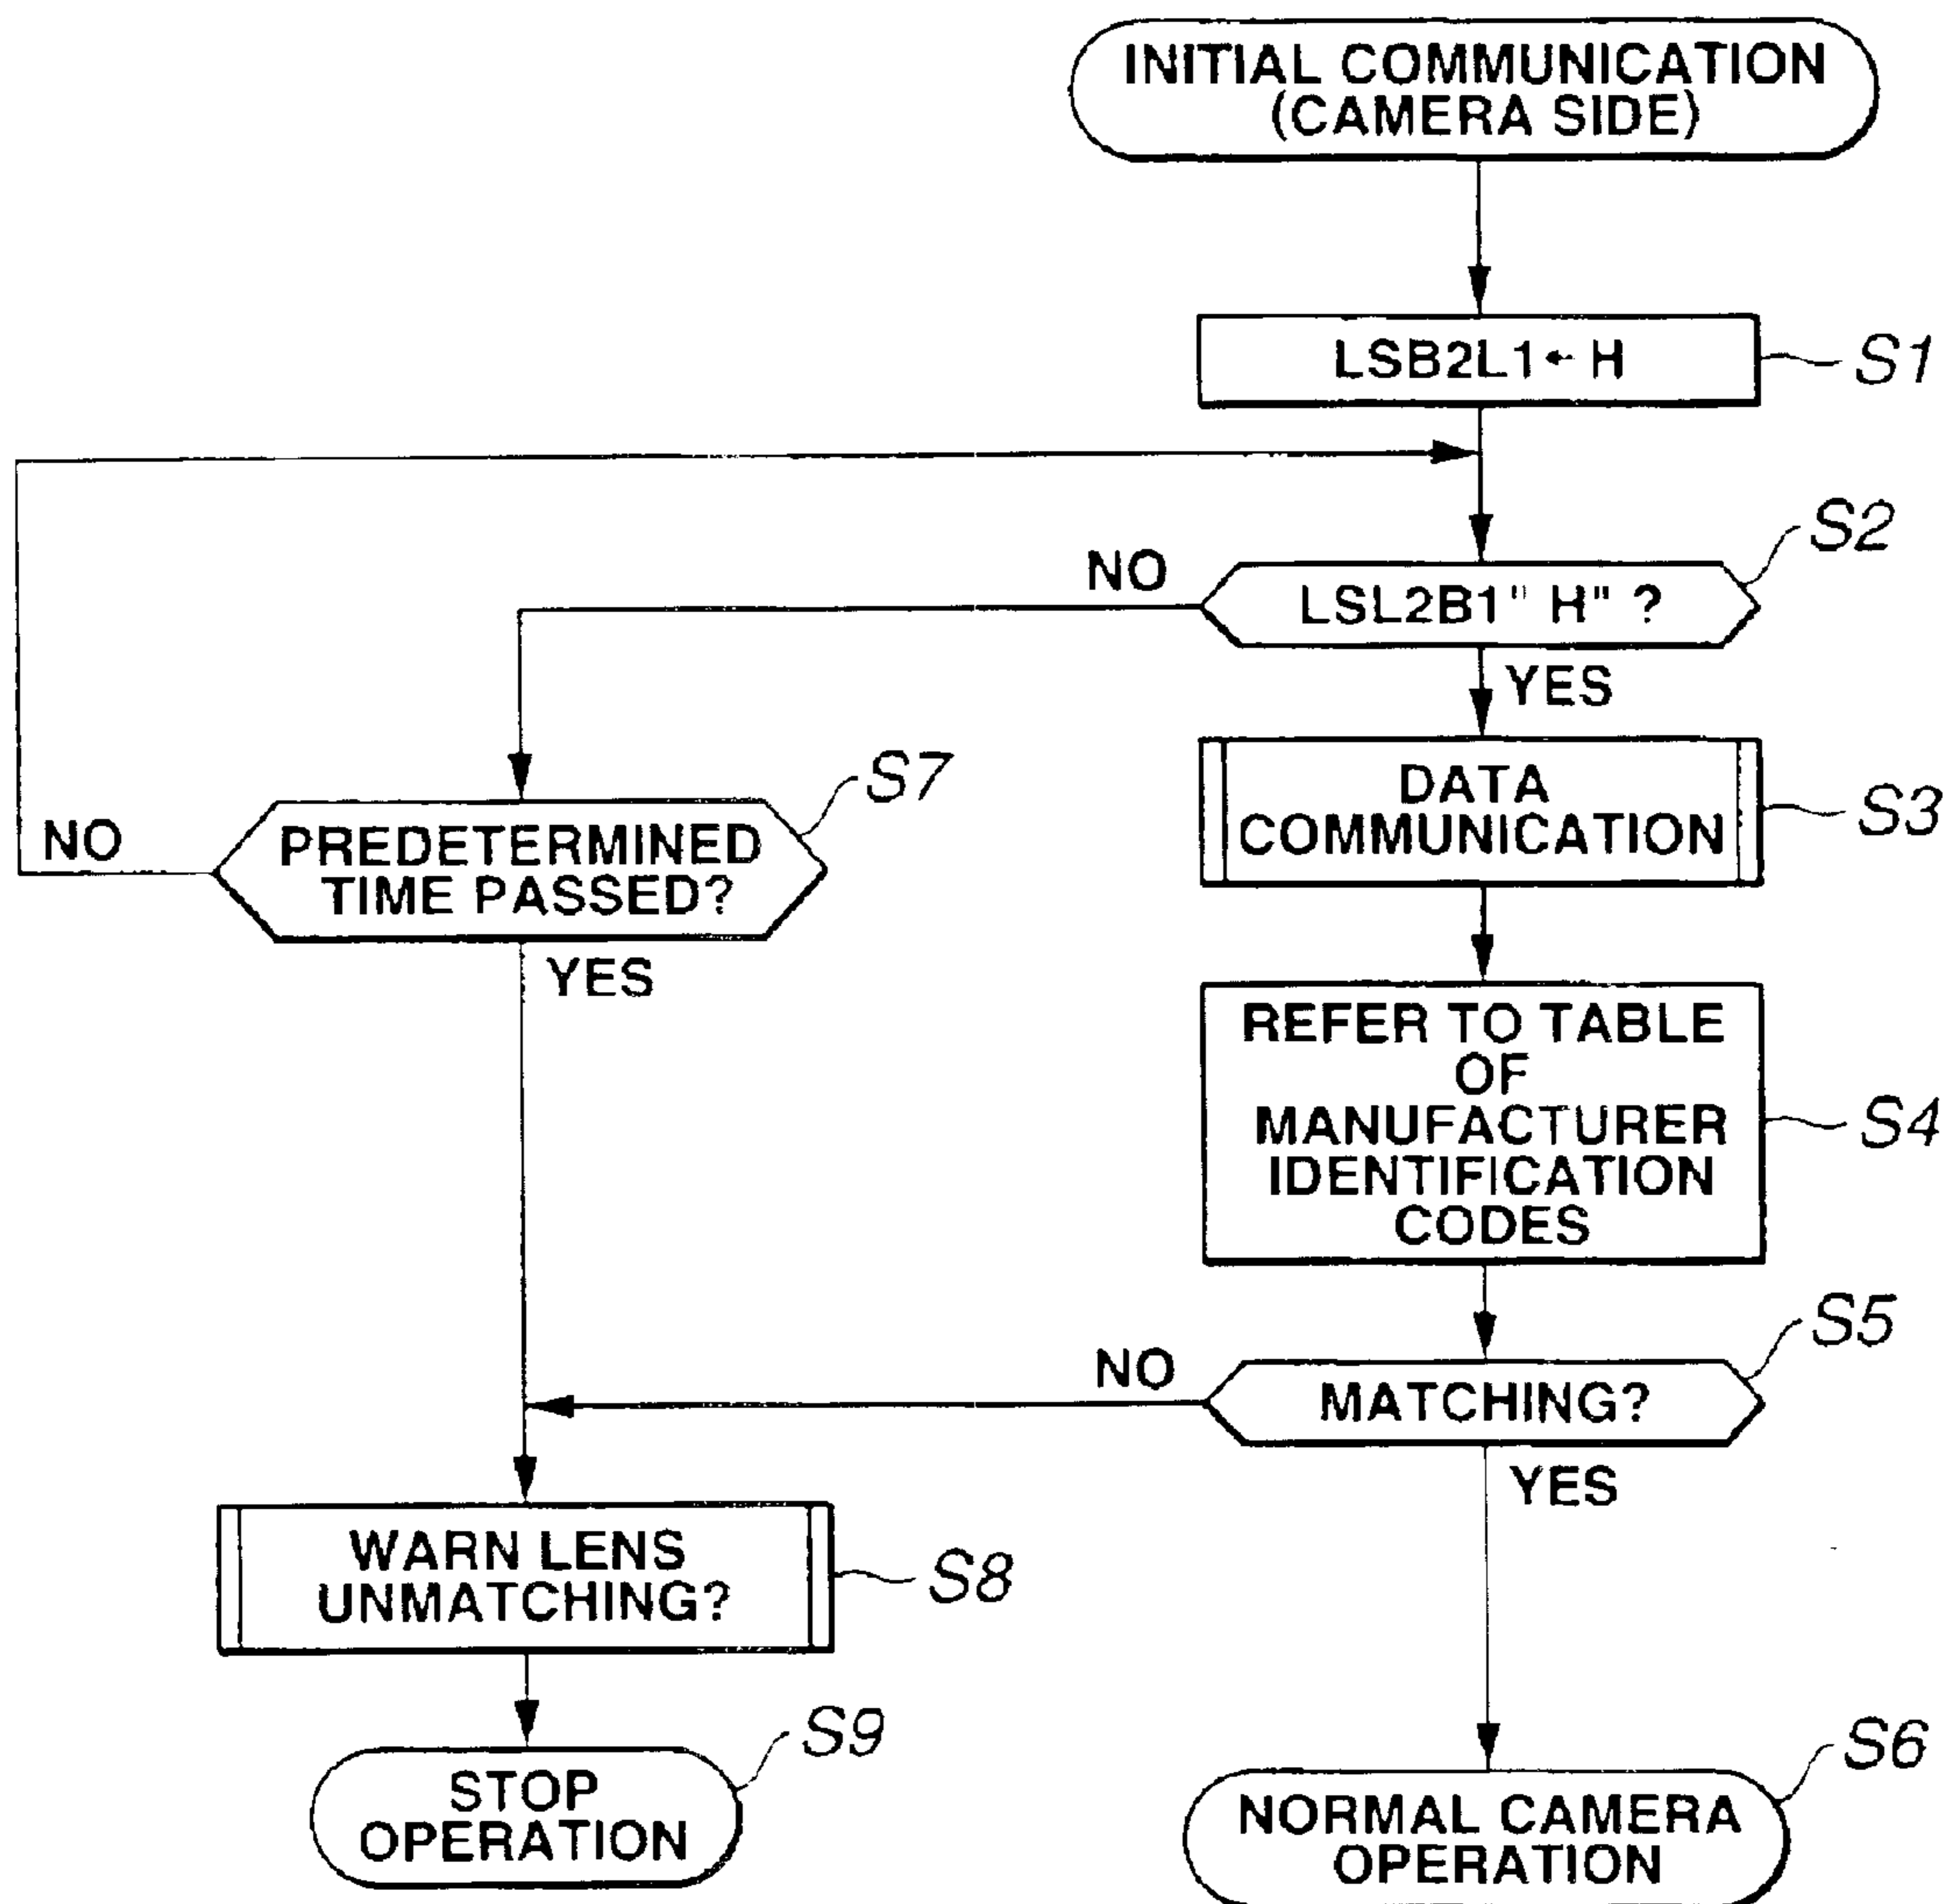 INITIAL COMMUNICATION
(CAMERA SIDE)
LSB2L1← H
S1
S2
NO
LSL2B1" H" ?
YES
S7
DATA
COMMUNICATION
S3
NO
PREDETERMINED
TIME PASSED?
YES
REFER TO TABLE
OF
MANUFACTURER
IDENTIFICATION
CODES
S4
S5
NO
MATCHING?
YES
WARN LENS
UNMATCHING?
S8
S9
STOP
OPERATION
S6
NORMAL CAMERA
OPERATION